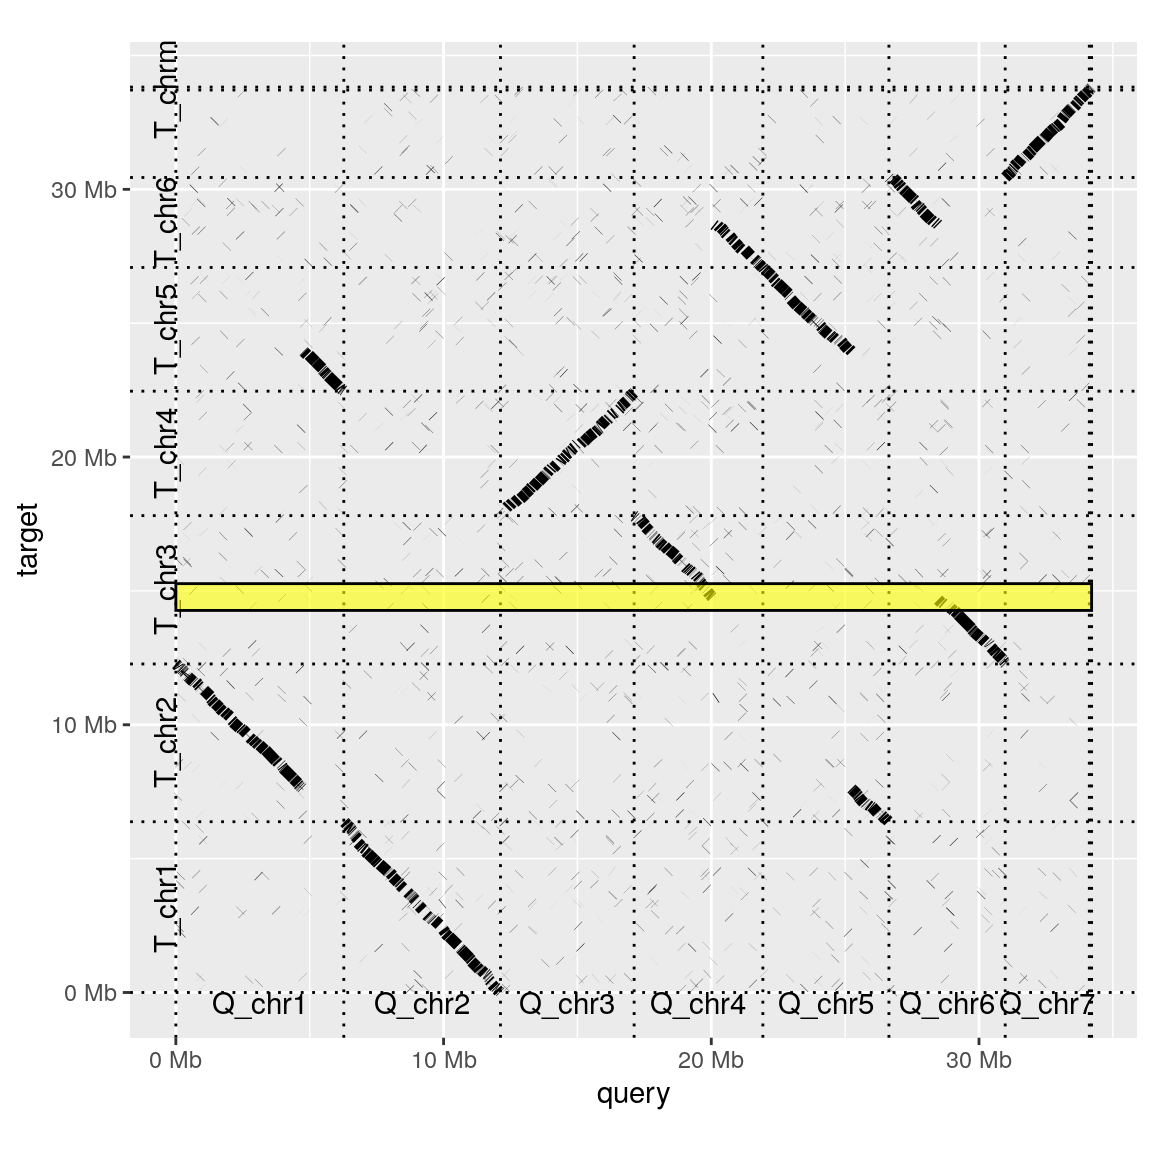 T_chrm
T_chr6
T_chr5
T_chr4
T_chr3
T_chr2
T_chr1
30 Mb
20 Mb
10 Mb
0 Mb
target
Q_chr1 Q_chr2 Q_chr3 Q_chr4 Q_chr5 Q_chr6 Q_chr7
0 Mb 10 Mb 20 Mb 30 Mb
query